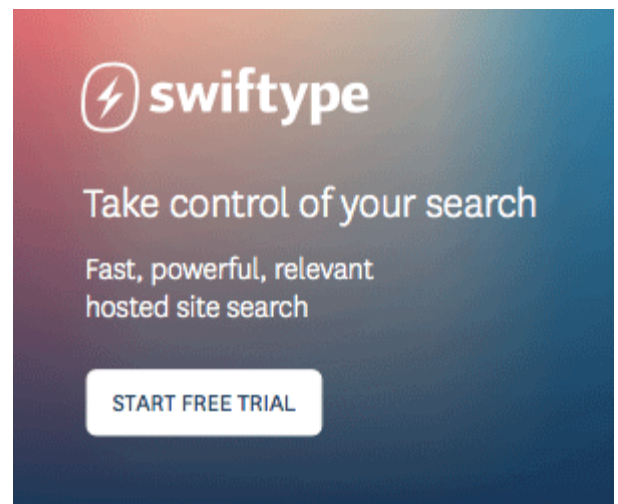 swiftype
Take control of your search
Fast, powerful, relevant
hosted site search
START FREE TRIAL